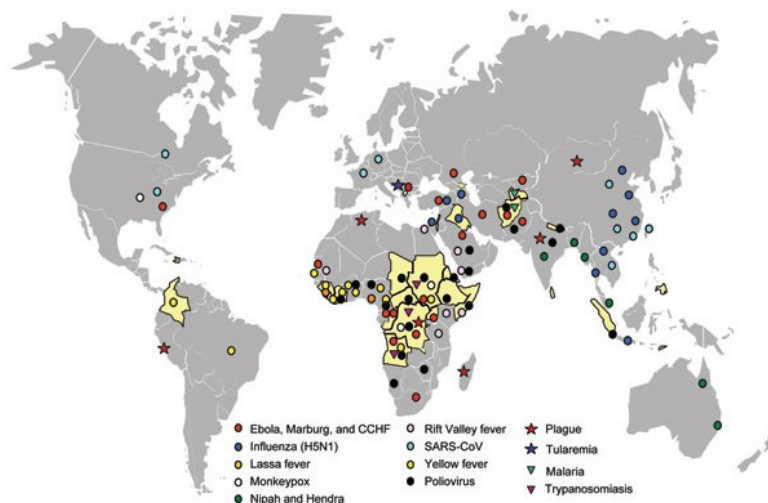 Ebola, Marburg, and CCHF
Influenza (H5N1)
Lassa fever
Monkeypox
Nipah and Hendra
Rift Valley fever
SARS-CoV
Yellow fever
Poliovirus
Plague
Tularemia
Malaria
Trypanosomiasis